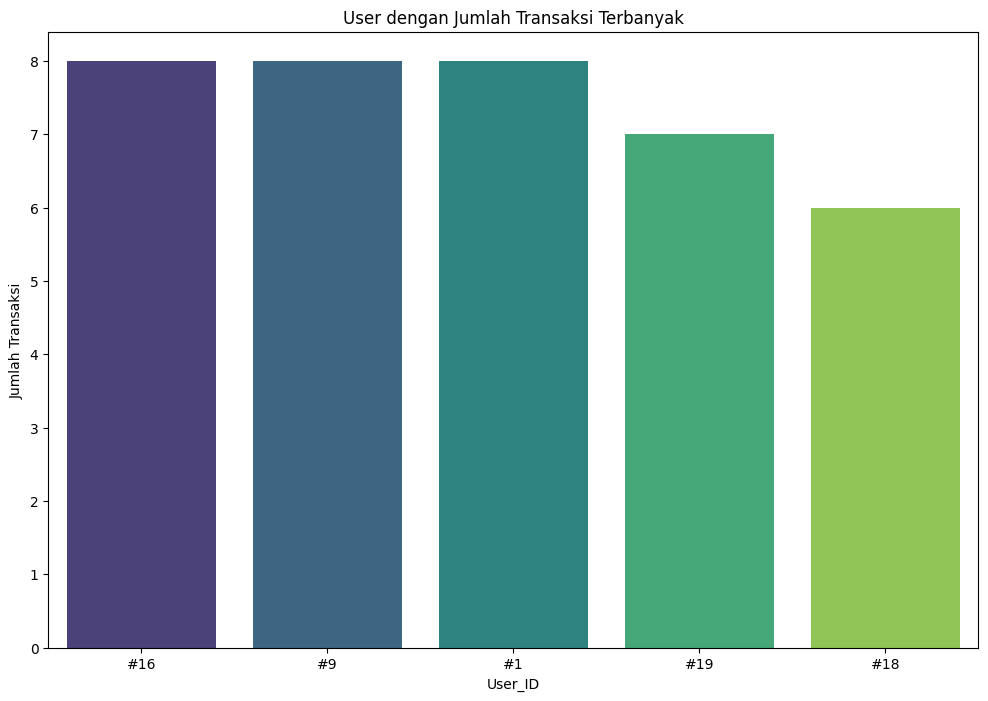 User dengan Jumlah Transaksi Terbanyak
Jumlah Transaksi
8
7
6
5
4
3
2
1
0
#16 #9 #1 #19 #18
User_ID